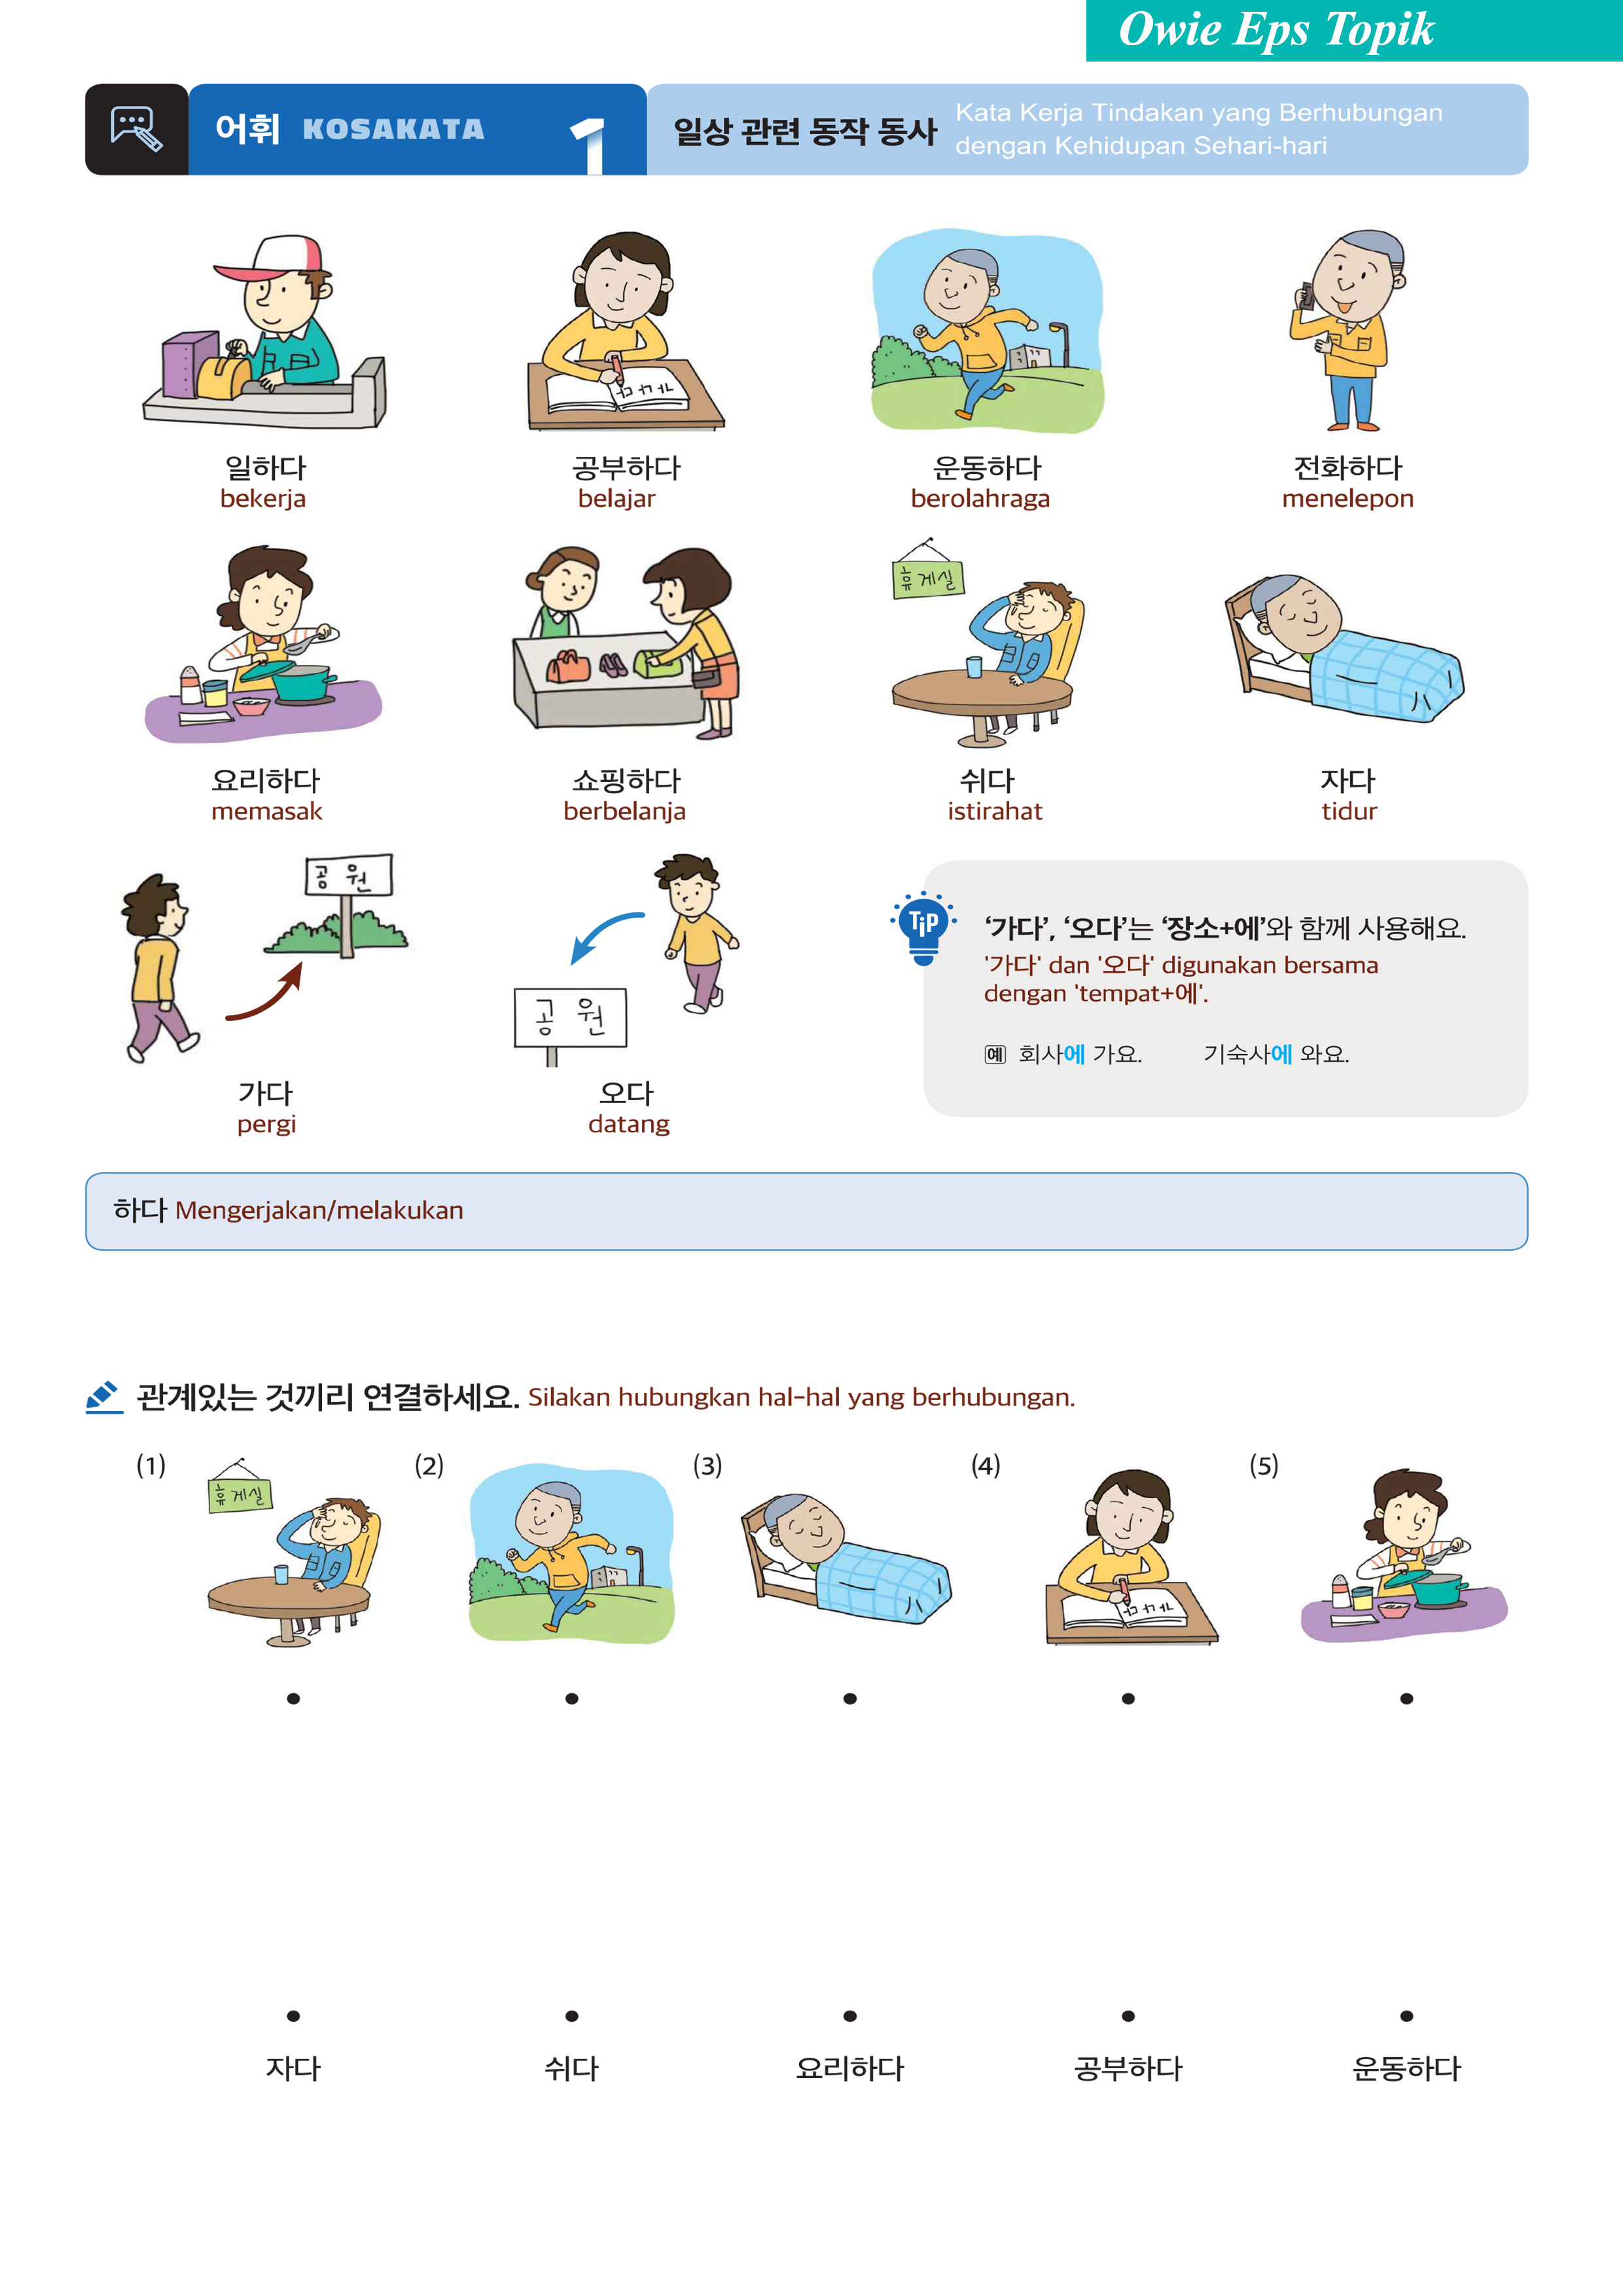 Owie Eps Topik
어휘 KOSAKATA 1 일상 관련 동작 동사
Kata Kerja Tindakan yang Berhubungan
dengan Kehidupan Sehari-hari
일하다
bekerja
공부하다
belajar
운동하다
berolahraga
전화하다
menelepon
휴게실
요리하다
memasak
쇼핑하다
berbelanja
쉬다
istirahat
자다
tidur
공원
가다
pergi
공원
오다
datang
TiP
‘가다’, ‘오다’는 ‘장소+에’와 함께 사용해요.
'가다' dan '오다' digunakan bersama
dengan 'tempat+에'.
예 회사에 가요. 기숙사에 와요.
하다 Mengerjakan/melakukan
관계있는 것끼리 연결하세요. Silakan hubungkan hal-hal yang berhubungan.
(1) (2) (3) (4) (5)
휴게실
자다 쉬다 요리하다 공부하다 운동하다